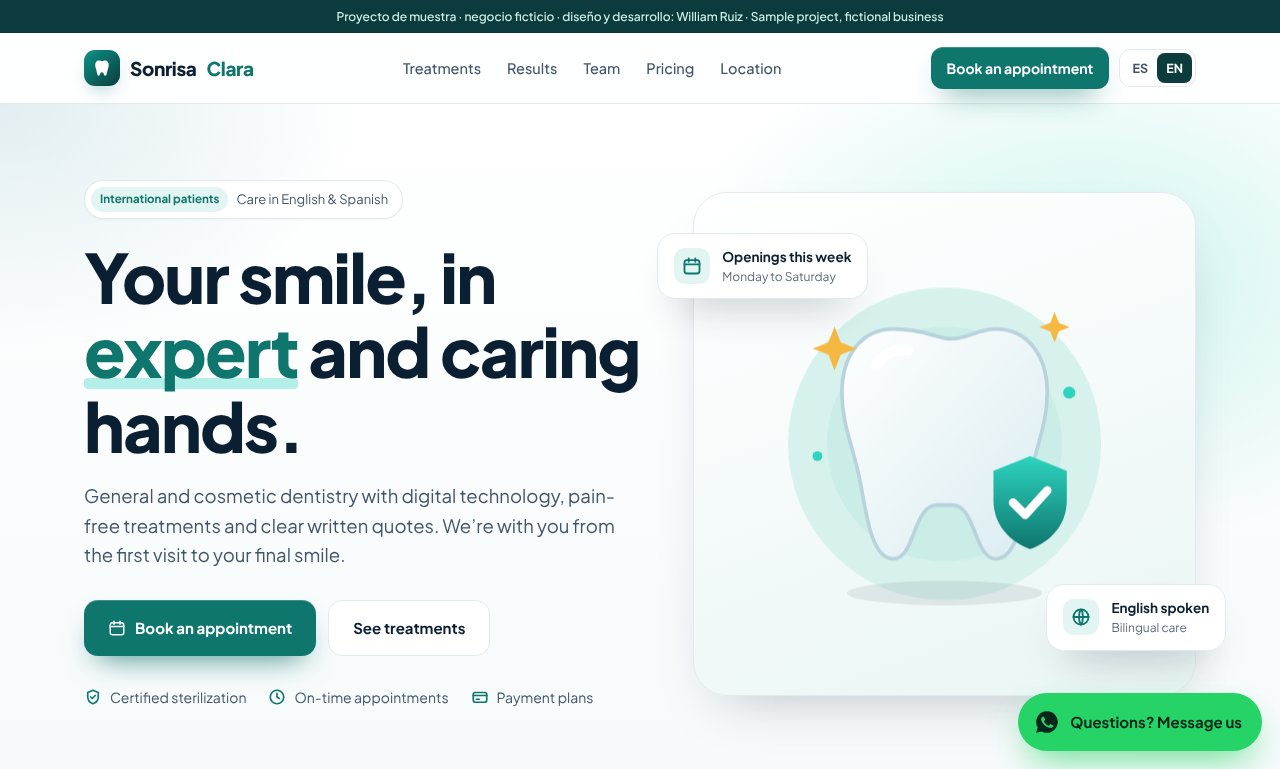 Proyecto de muestra · negocio ficticio · diseño y desarrollo: William Ruiz · Sample project, fictional business
Sonrisa Clara
Treatments
Results
Team
Pricing
Location
Book an appointment
ES
EN
International patients
Care in English & Spanish
Your smile, in
expert and caring
hands.
General and cosmetic dentistry with digital technology, pain-
free treatments and clear written quotes. We're with you from
the first visit to your final smile.
Book an appointment
See treatments
Certified sterilization
On-time appointments
Payment plans
Openings this week
Monday to Saturday
English spoken
Bilingual care
Questions? Message us